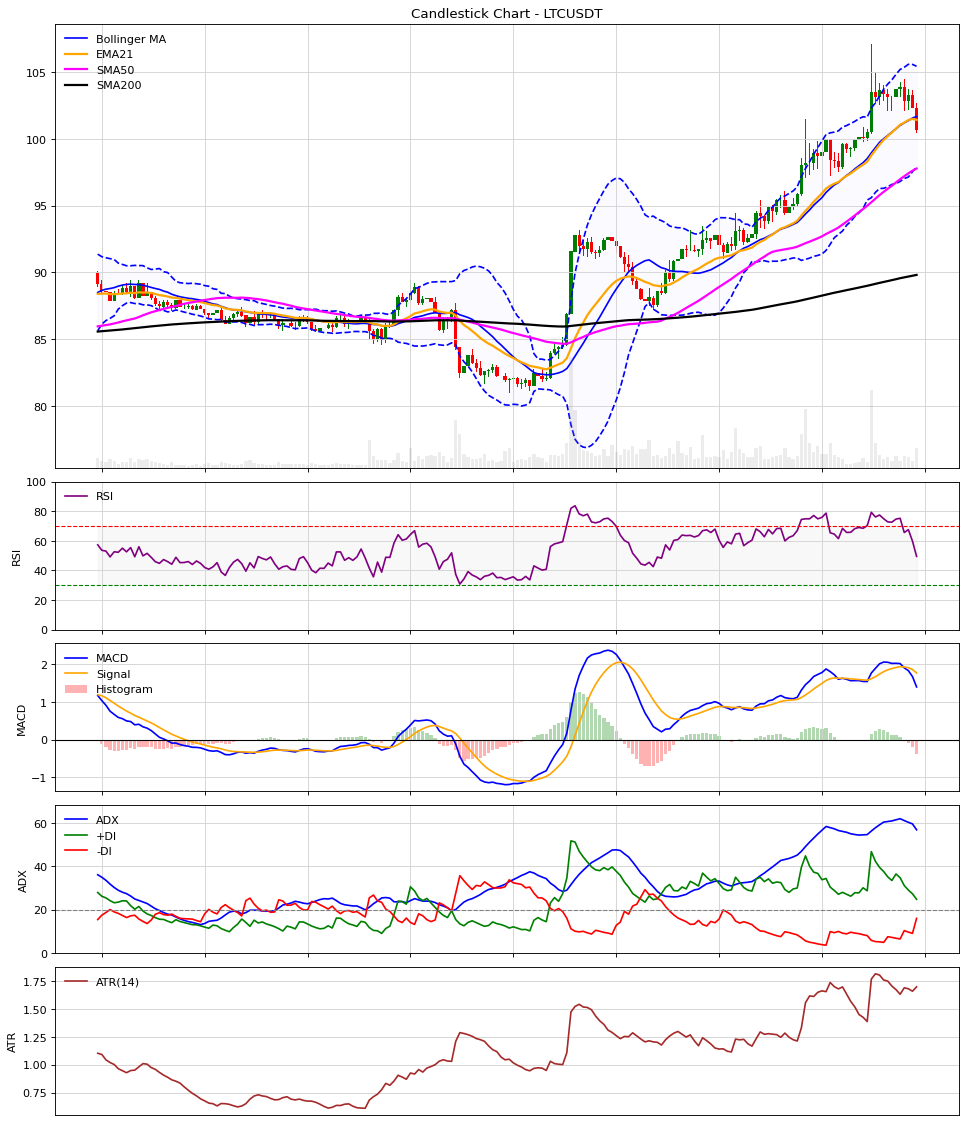 Candlestick Chart - LTCUSDT
Bollinger MA
EMA21
SMA50
SMA200
105
100
95
90
85
80
RSI
100
80
60
40
20
0
RSI
MACD
Signal
Histogram
2
1
0
−1
MACD
ADX
+DI
-DI
60
40
20
0
ADX
ATR(14)
1.75
1.50
1.25
1.00
0.75
ATR